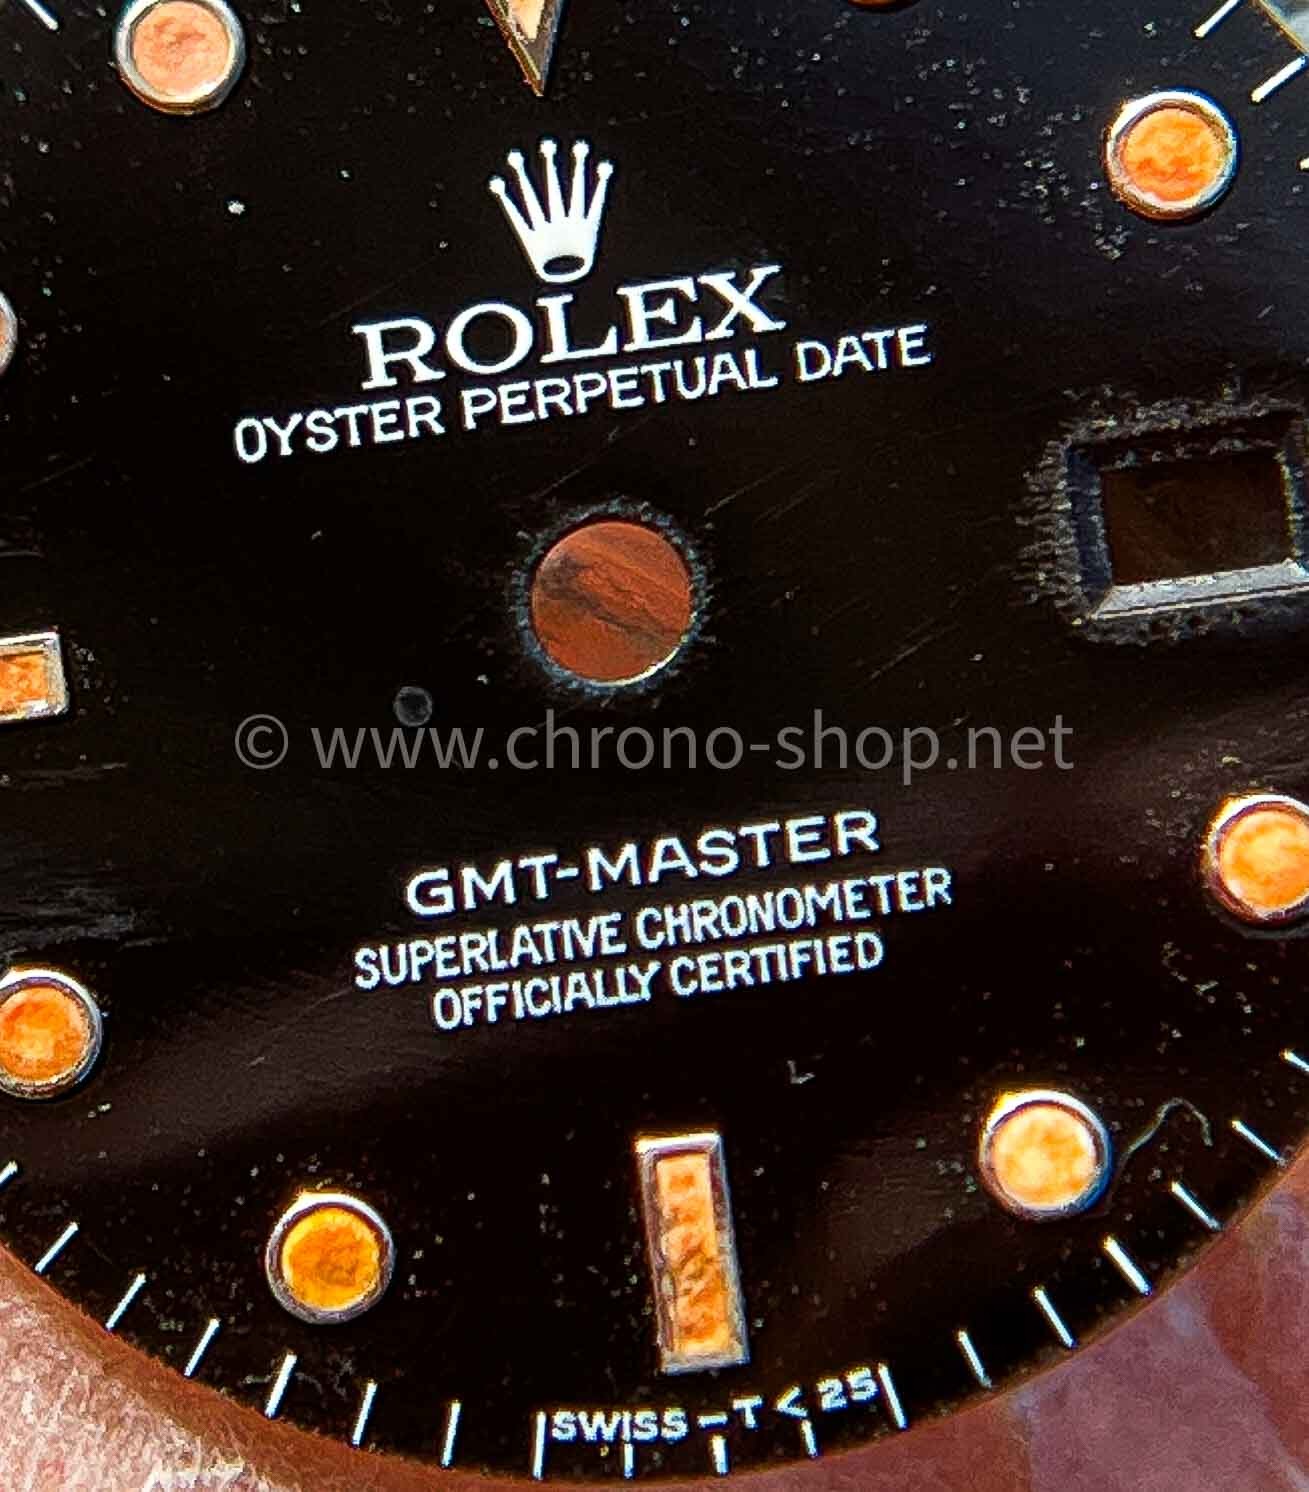 ROLEX
OYSTER PERPETUAL DATE
© www.chrono-shop.net
GMT-MASTER
SUPERLATIVE CHRONOMETER
OFFICIALLY CERTIFIED
SWISS-T<25